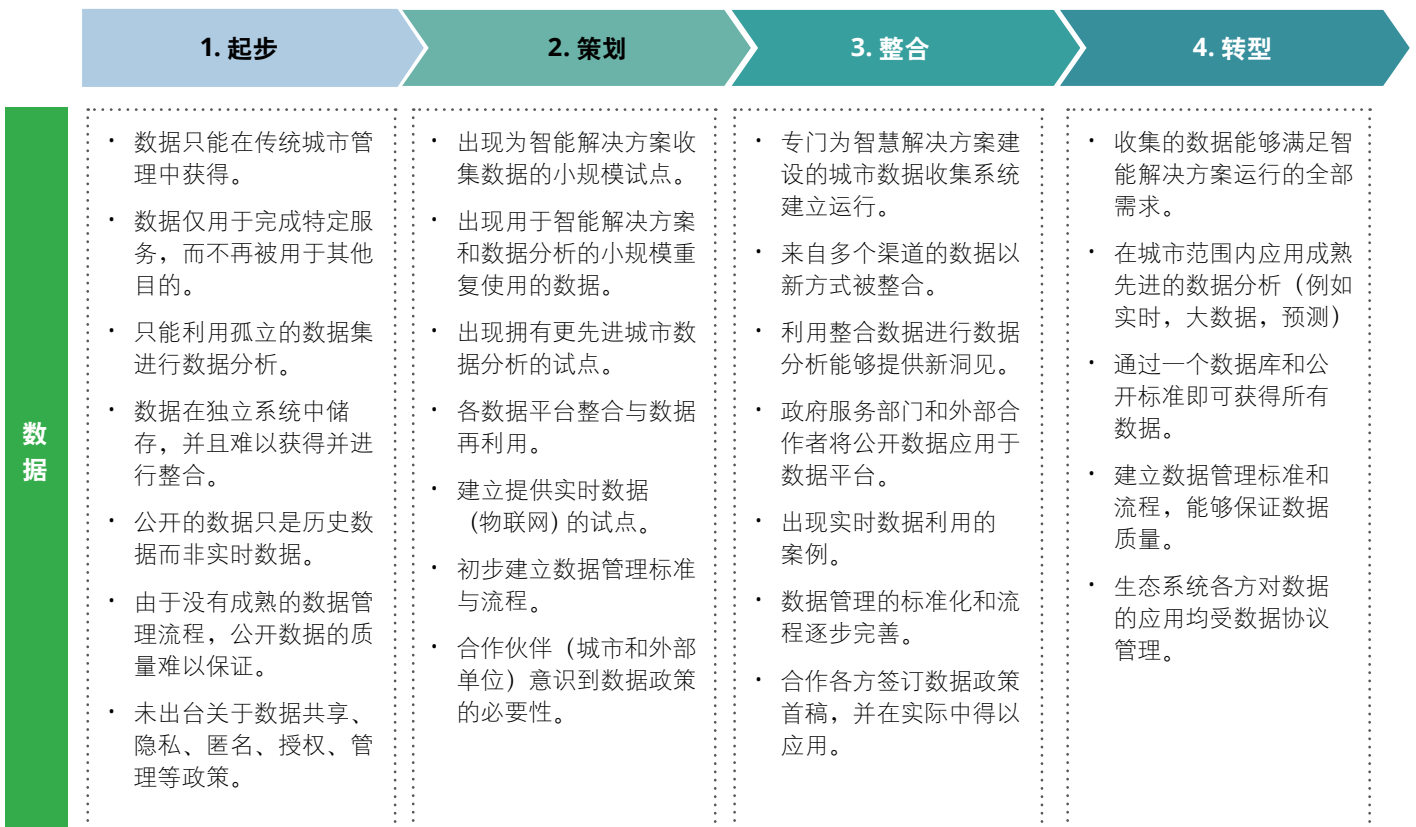 1. 起步
2. 策划
3. 整合
4. 转型
数
据
· 数据只能在传统城市管
理中获得。
· 数据仅用于完成特定服
务，而不再被用于其他
目的。
· 只能利用孤立的数据集
进行数据分析。
· 数据在独立系统中储
存，并且难以获得并进
行整合。
· 公开的数据只是历史数
据而非实时数据。
· 由于没有成熟的数据管
理流程，公开数据的质
量难以保证。
· 未出台关于数据共享、
隐私、匿名、授权、管
理等政策。
· 出现为智能解决方案收
集数据的小规模试点。
· 出现用于智能解决方案
和数据分析的小规模重
复使用的数据。
· 出现拥有更先进城市数
据分析的试点。
· 各数据平台整合与数据
再利用。
· 建立提供实时数据
（物联网) 的试点。
· 初步建立数据管理标准
与流程。
· 合作伙伴（城市和外部
单位）意识到数据政策
的必要性。
· 专门为智慧解决方案建
设的城市数据收集系统
建立运行。
· 来自多个渠道的数据以
新方式被整合。
· 利用整合数据进行数据
分析能够提供新洞见。
· 政府服务部门和外部合
作者将公开数据应用于
数据平台。
· 出现实时数据利用的
案例。
· 数据管理的标准化和流
程逐步完善。
· 合作各方签订数据政策
首稿，并在实际中得以
应用。
· 收集的数据能够满足智
能解决方案运行的全部
需求。
· 在城市范围内应用成熟
先进的数据分析（例如
实时，大数据，预测）
· 通过一个数据库和公
开标准即可获得所有
数据。
· 建立数据管理标准和
流程，能够保证数据
质量。
· 生态系统各方对数据
的应用均受数据协议
管理。